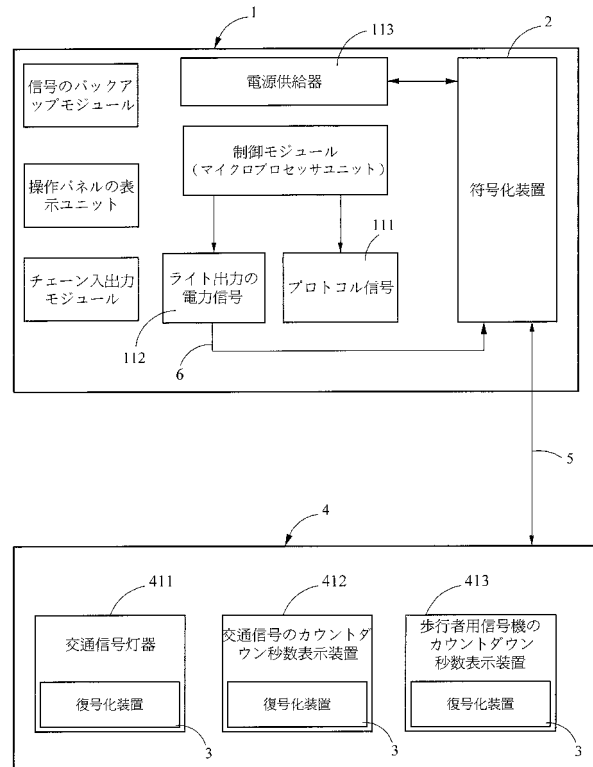 1
113
2
信号のバックア
ップモジュール
電源供給器
制御モジュール
(マイクロプロセッサユニット)
操作パネルの表
示ユニット
符号化装置
111
チェーン入出力
モジュール
ライト出力の
電力信号
プロトコル信号
112
6
5
4
411
412
413
交通信号灯器
交通信号のカウントダ
ウン秒数表示装置
歩行者用信号機の
カウントダウン
秒数表示装置
復号化装置
復号化装置
復号化装置
3
3
3